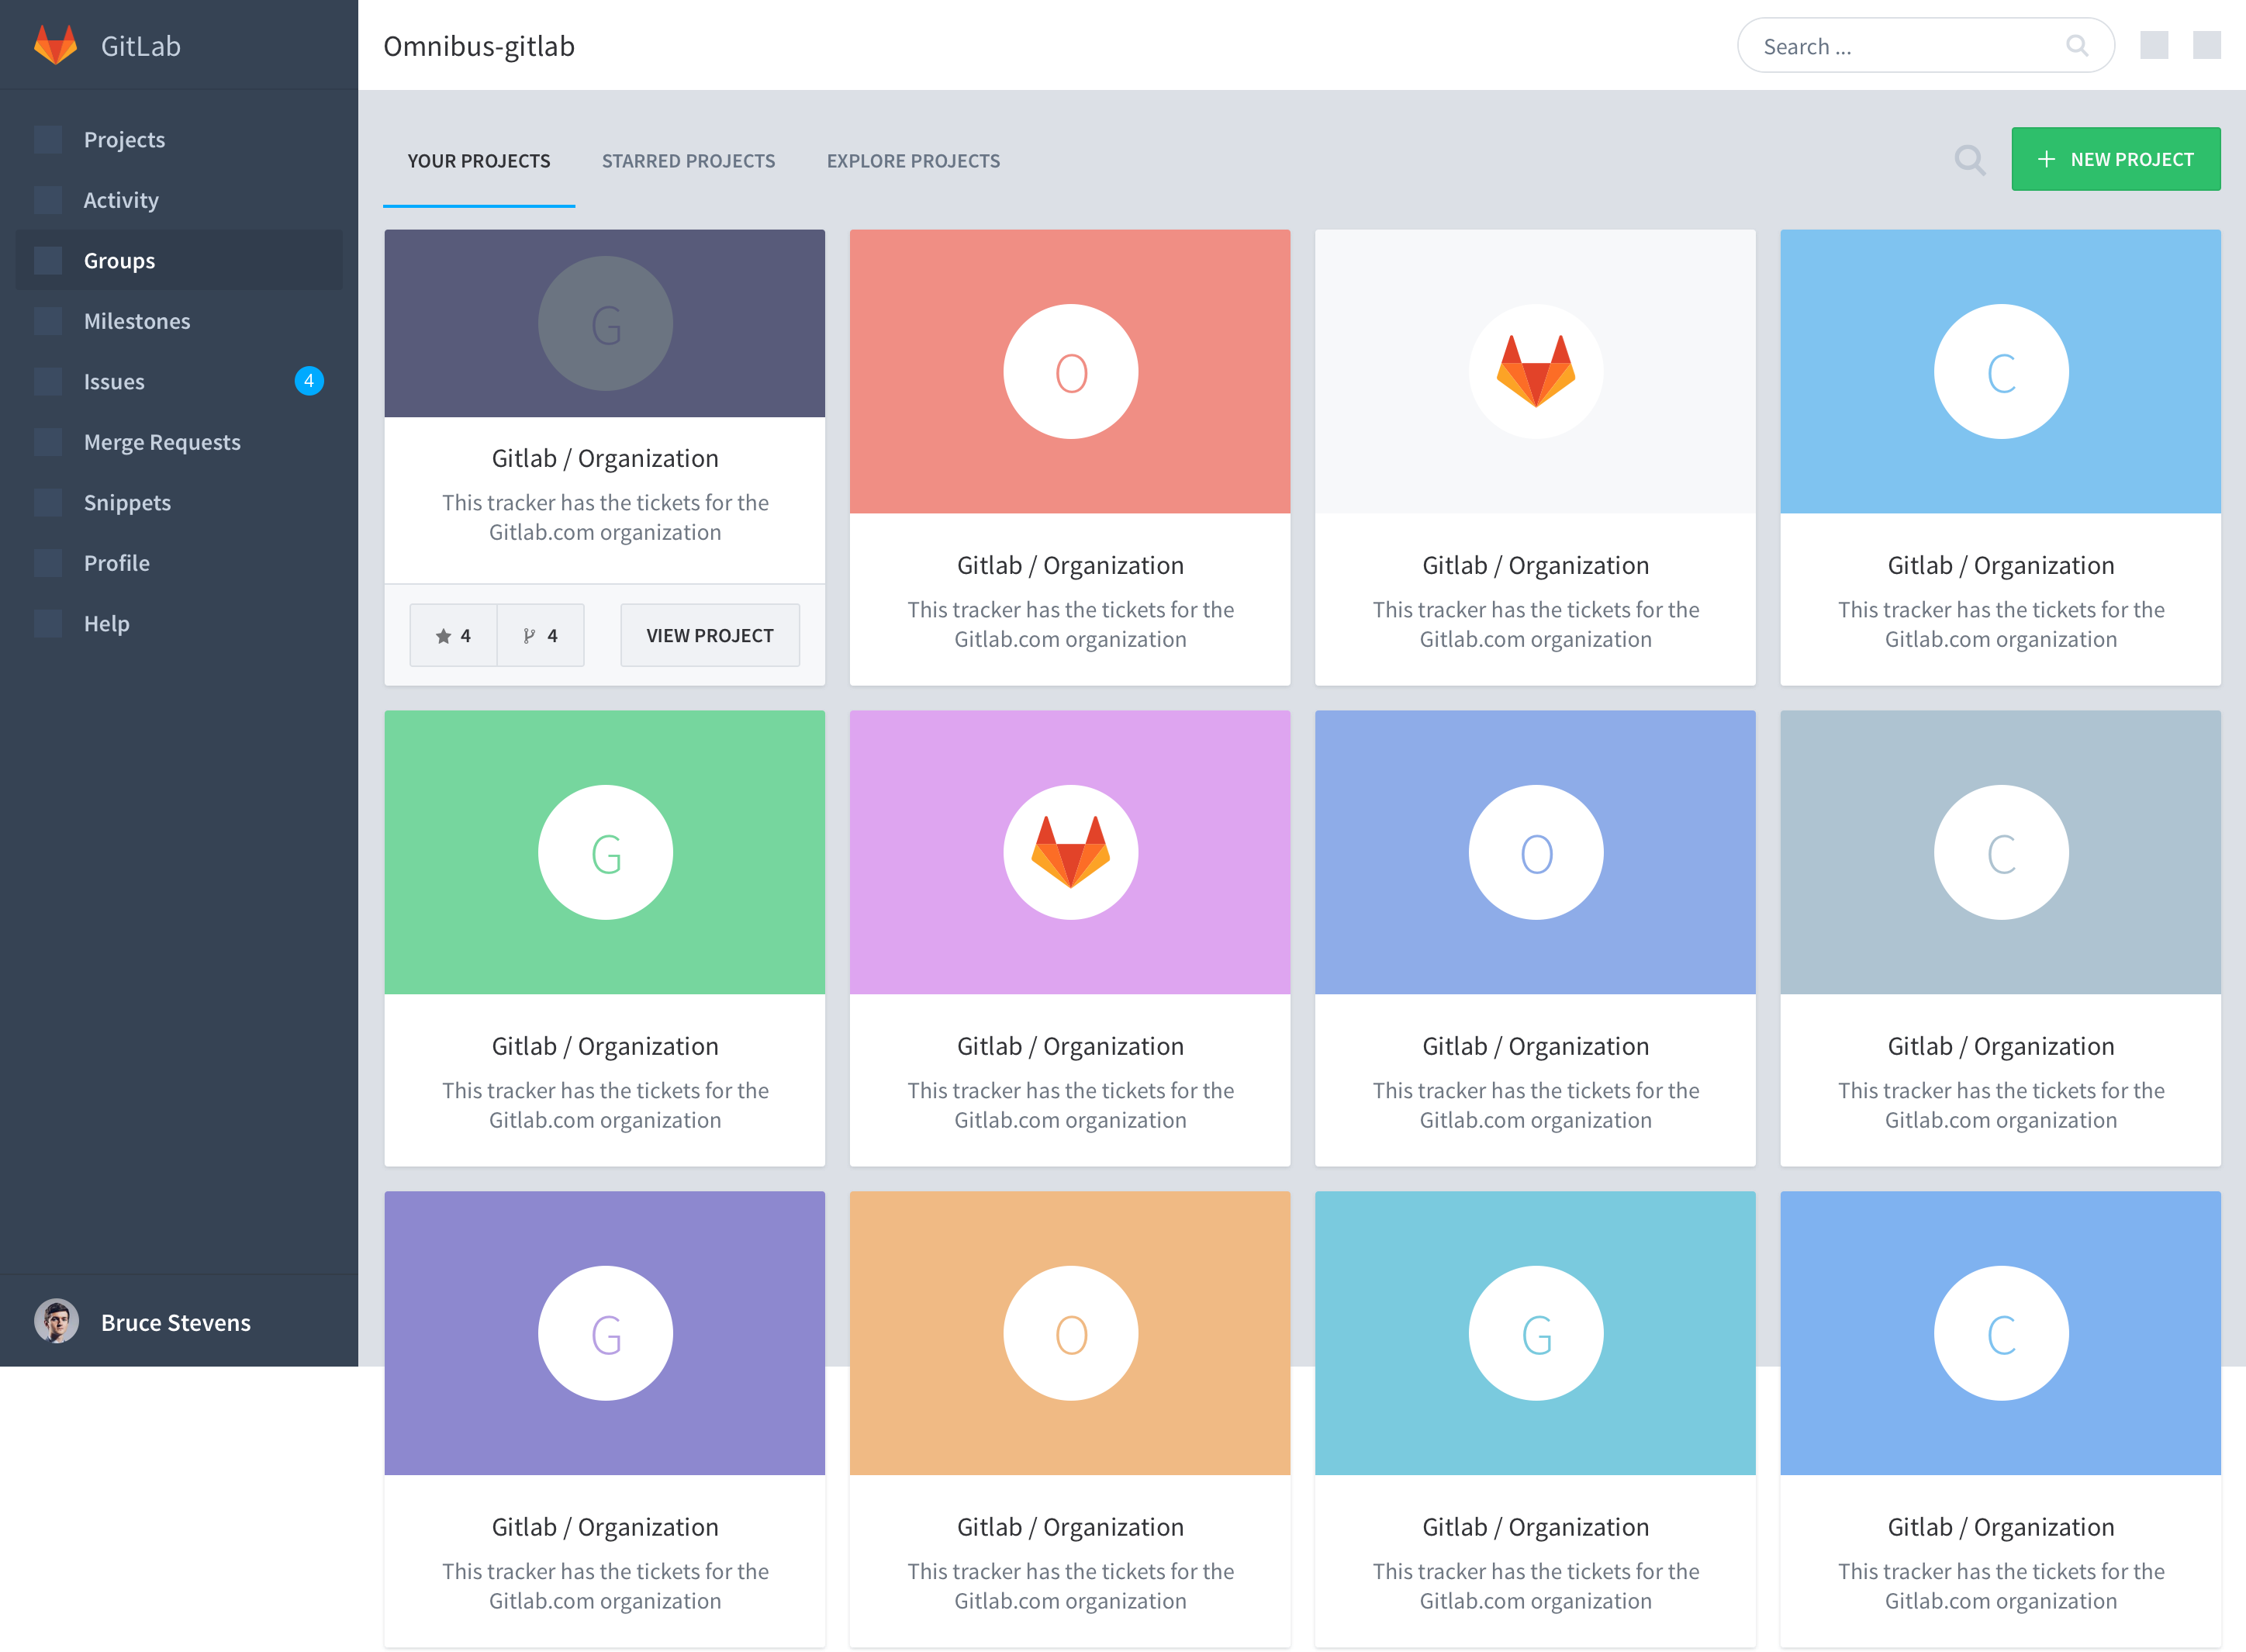 GitLab
Omnibus-gitlab
Search ...
Projects
Activity
Groups
Milestones
Issues 4
Merge Requests
Snippets
Profile
Help
Bruce Stevens
YOUR PROJECTS STARRED PROJECTS EXPLORE PROJECTS
NEW PROJECT
G
Gitlab / Organization
This tracker has the tickets for the
Gitlab.com organization
4 4 VIEW PROJECT
O
Gitlab / Organization
This tracker has the tickets for the
Gitlab.com organization
Gitlab / Organization
This tracker has the tickets for the
Gitlab.com organization
C
Gitlab / Organization
This tracker has the tickets for the
Gitlab.com organization
G
Gitlab / Organization
This tracker has the tickets for the
Gitlab.com organization
Gitlab / Organization
This tracker has the tickets for the
Gitlab.com organization
O
Gitlab / Organization
This tracker has the tickets for the
Gitlab.com organization
C
Gitlab / Organization
This tracker has the tickets for the
Gitlab.com organization
G
Gitlab / Organization
This tracker has the tickets for the
Gitlab.com organization
O
Gitlab / Organization
This tracker has the tickets for the
Gitlab.com organization
G
Gitlab / Organization
This tracker has the tickets for the
Gitlab.com organization
C
Gitlab / Organization
This tracker has the tickets for the
Gitlab.com organization